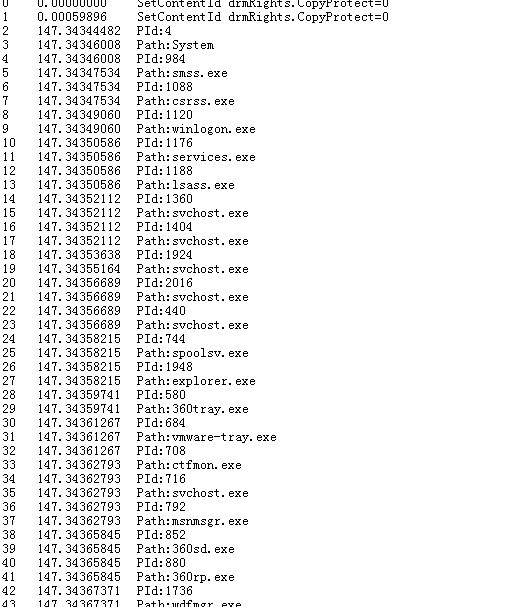 0 0.00000000 SetContentId drmRights.CopyProtect=0
1 0.00059896 SetContentId drmRights.CopyProtect=0
2 147.34344482 PId:4
3 147.34346008 Path:System
4 147.34346008 PId:984
5 147.34347534 Path:smss.exe
6 147.34347534 PId:1088
7 147.34347534 Path:csrss.exe
8 147.34349060 PId:1120
9 147.34349060 Path:winlogon.exe
10 147.34350586 PId:1176
11 147.34350586 Path:services.exe
12 147.34350586 PId:1188
13 147.34350586 Path:lsass.exe
14 147.34352112 PId:1360
15 147.34352112 Path:svchost.exe
16 147.34352112 PId:1404
17 147.34352112 Path:svchost.exe
18 147.34353638 PId:1924
19 147.34355164 Path:svchost.exe
20 147.34356689 PId:2016
21 147.34356689 Path:svchost.exe
22 147.34356689 PId:440
23 147.34356689 Path:svchost.exe
24 147.34358215 PId:744
25 147.34358215 Path:spoolsv.exe
26 147.34358215 PId:1948
27 147.34358215 Path:explorer.exe
28 147.34359741 PId:580
29 147.34359741 Path:360tray.exe
30 147.34361267 PId:684
31 147.34361267 Path:vmware-tray.exe
32 147.34361267 PId:708
33 147.34362793 Path:ctfmon.exe
34 147.34362793 PId:716
35 147.34362793 Path:svchost.exe
36 147.34362793 PId:792
37 147.34362793 Path:msnmsgr.exe
38 147.34365845 PId:852
39 147.34365845 Path:360sd.exe
40 147.34365845 PId:880
41 147.34365845 Path:360rp.exe
42 147.34367371 PId:1736
43 147.34367371 Path:wdfmgr.exe